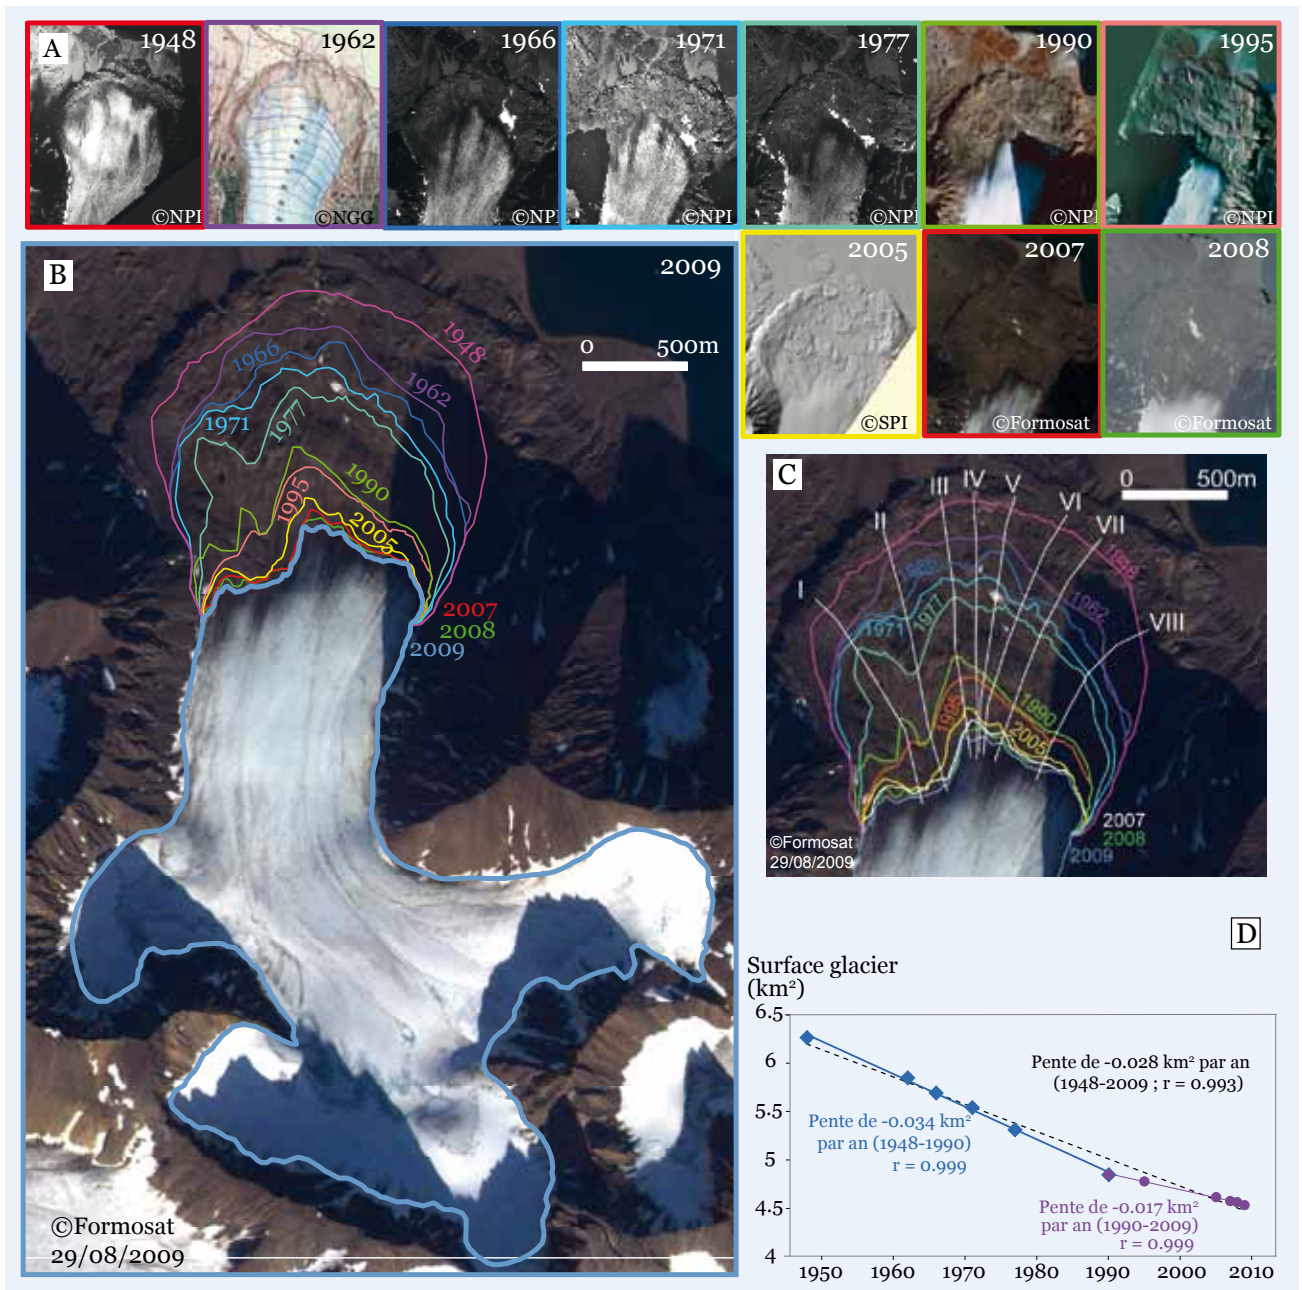 A
1948
©NPI
1962
©NGG
1966
©NPI
1971
©NPI
1977
©NPI
1990
©NPI
1995
©NPI
2005
©SPI
2007
©Formosat
2008
©Formosat
B
2009
0 500m
1948
1966
1962
1971
1977
1990
1995
2005
2007
2008
2009
©Formosat
29/08/2009
C
0 500m
I
II
III
IV
V
VI
VII
VIII
1962
1971
1977
1990
1995
2005
2007
2008
2009
©Formosat
29/08/2009
D
Surface glacier
(km²)
6.5
6
5.5
5
4.5
4
Pente de -0.028 km² par an
(1948-2009 ; r = 0.993)
Pente de -0.034 km²
par an (1948-1990)
r = 0.999
Pente de -0.017 km²
par an (1990-2009)
r = 0.999
1950 1960 1970 1980 1990 2000 2010